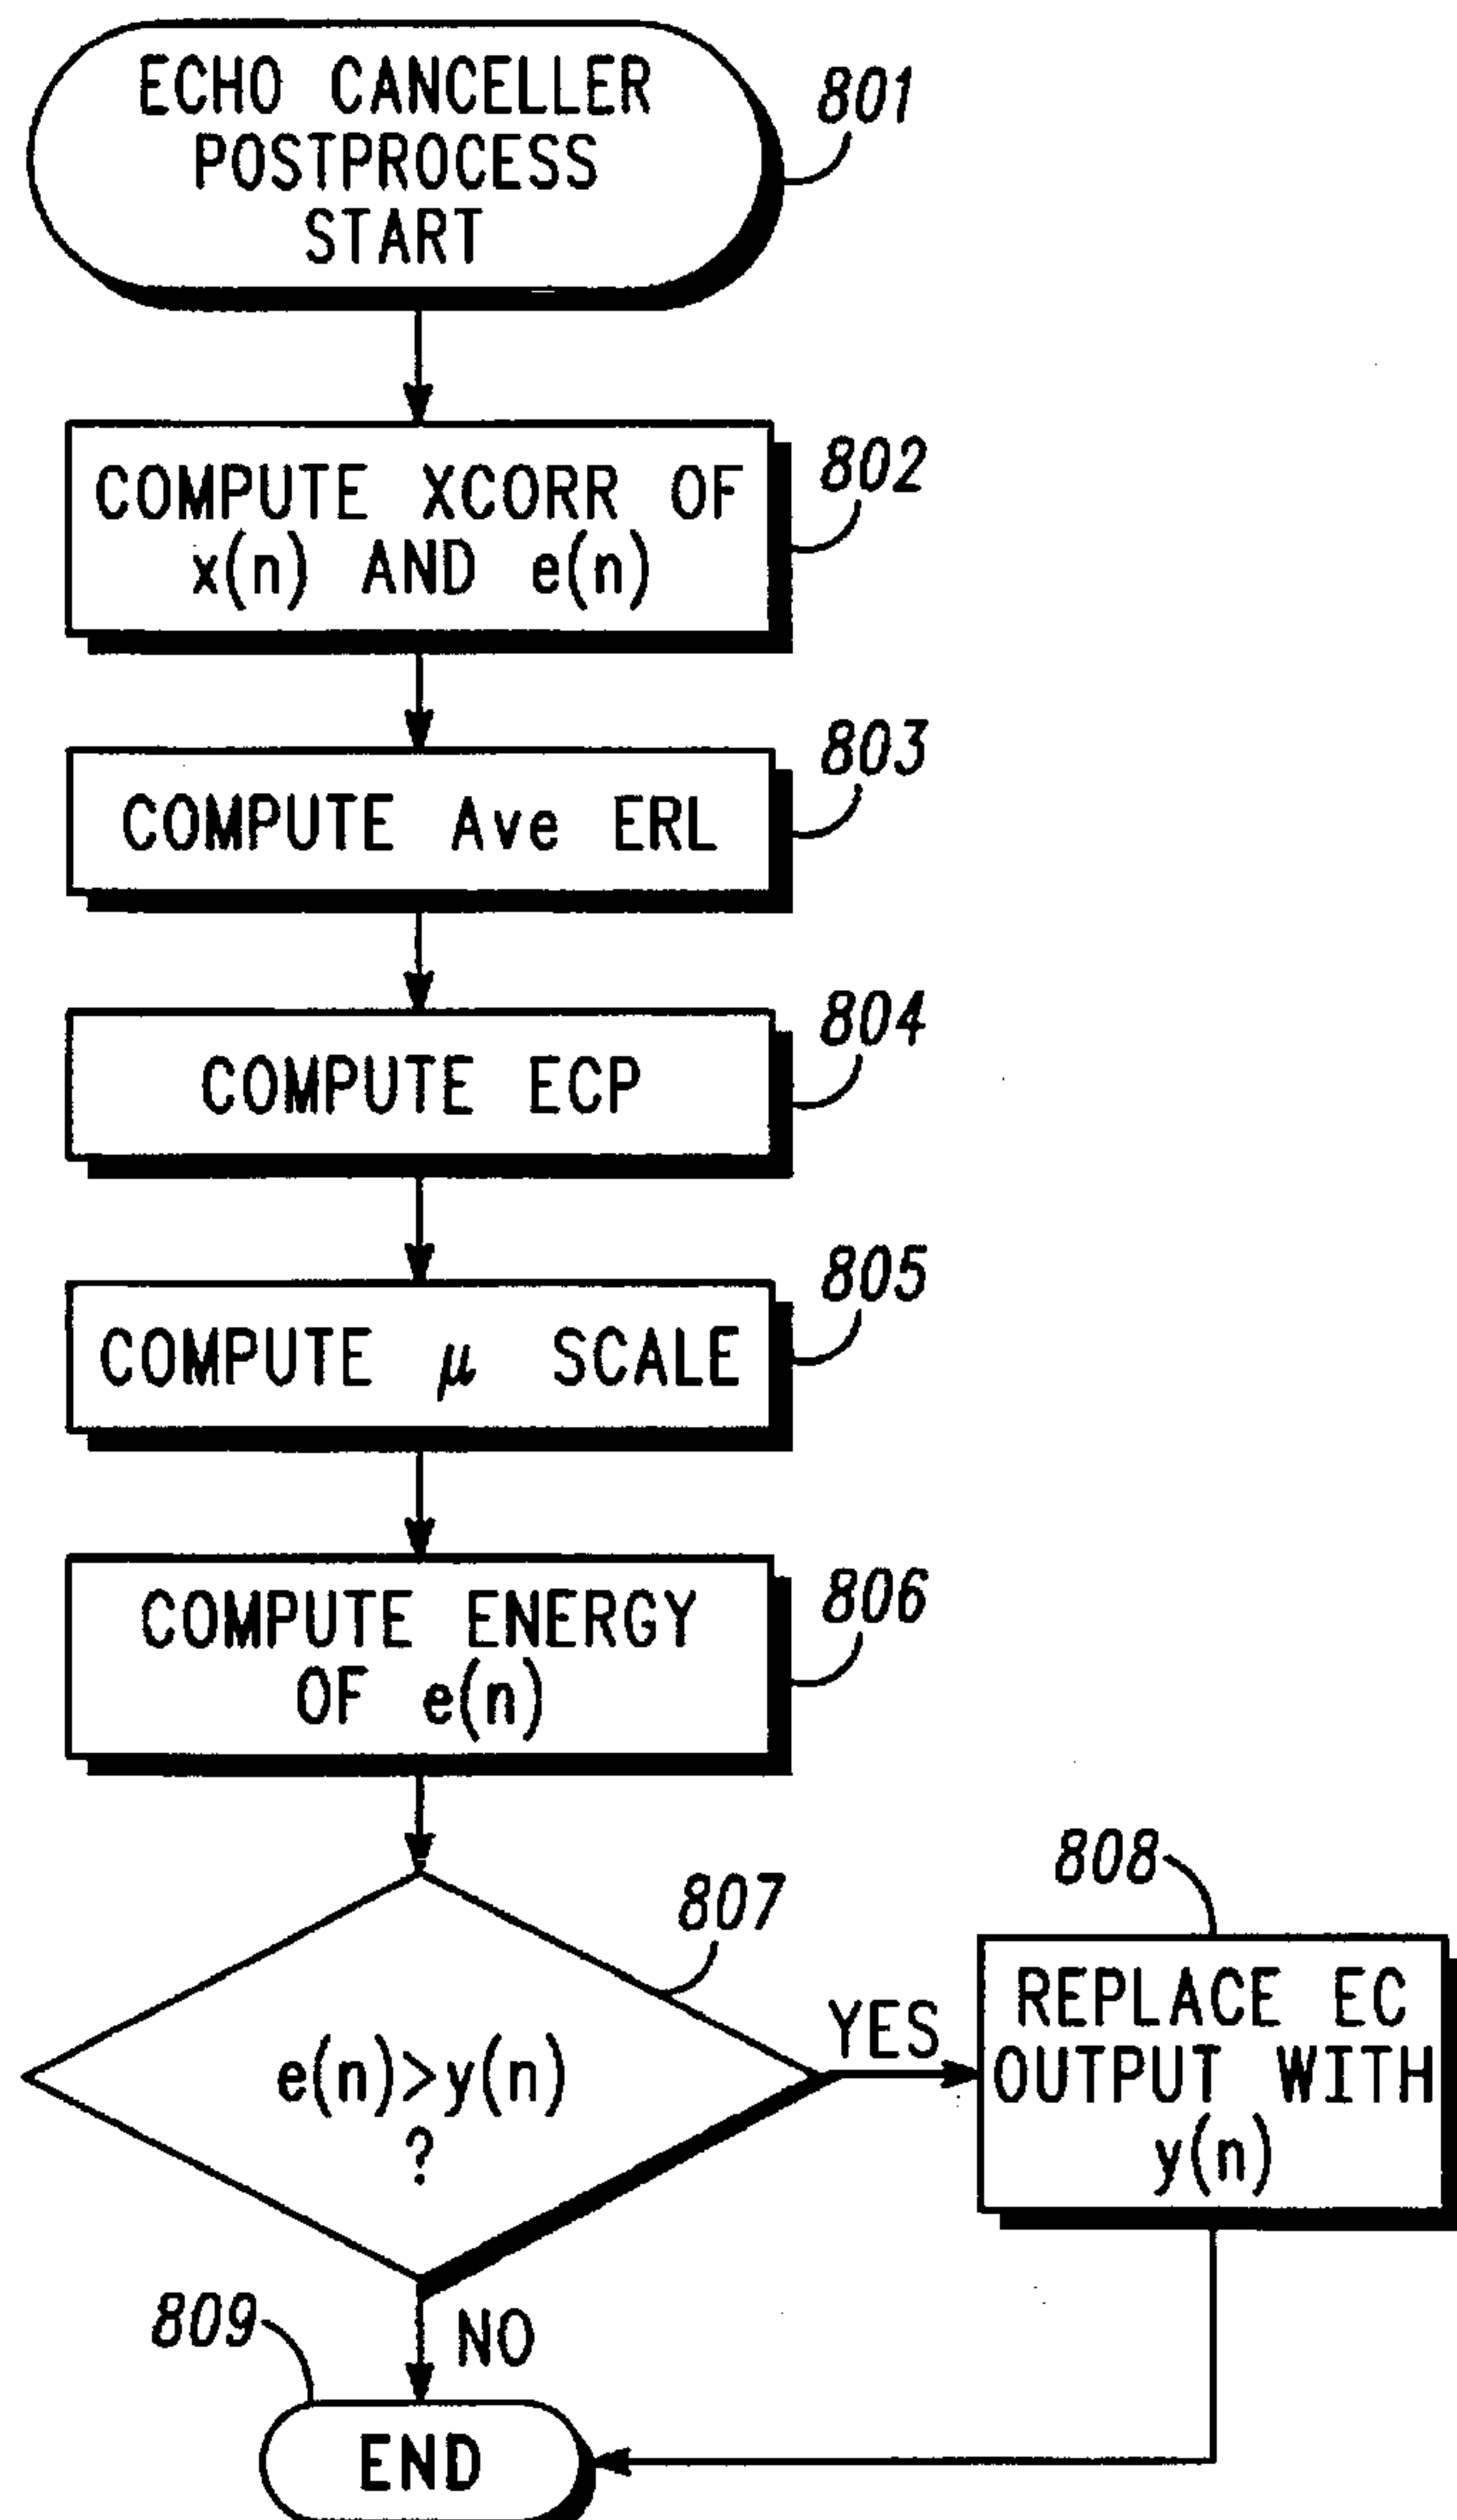 ECHO CANCELLER
POSTPROCESS
START
801
COMPUTE XCORR OF
x(n) AND e(n)
802
COMPUTE Ave ERL
803
COMPUTE ECP
804
COMPUTE μ SCALE
805
COMPUTE ENERGY
OF e(n)
806
e(n)>y(n)
?
807
YES
REPLACE EC
OUTPUT WITH
y(n)
808
NO
809
END